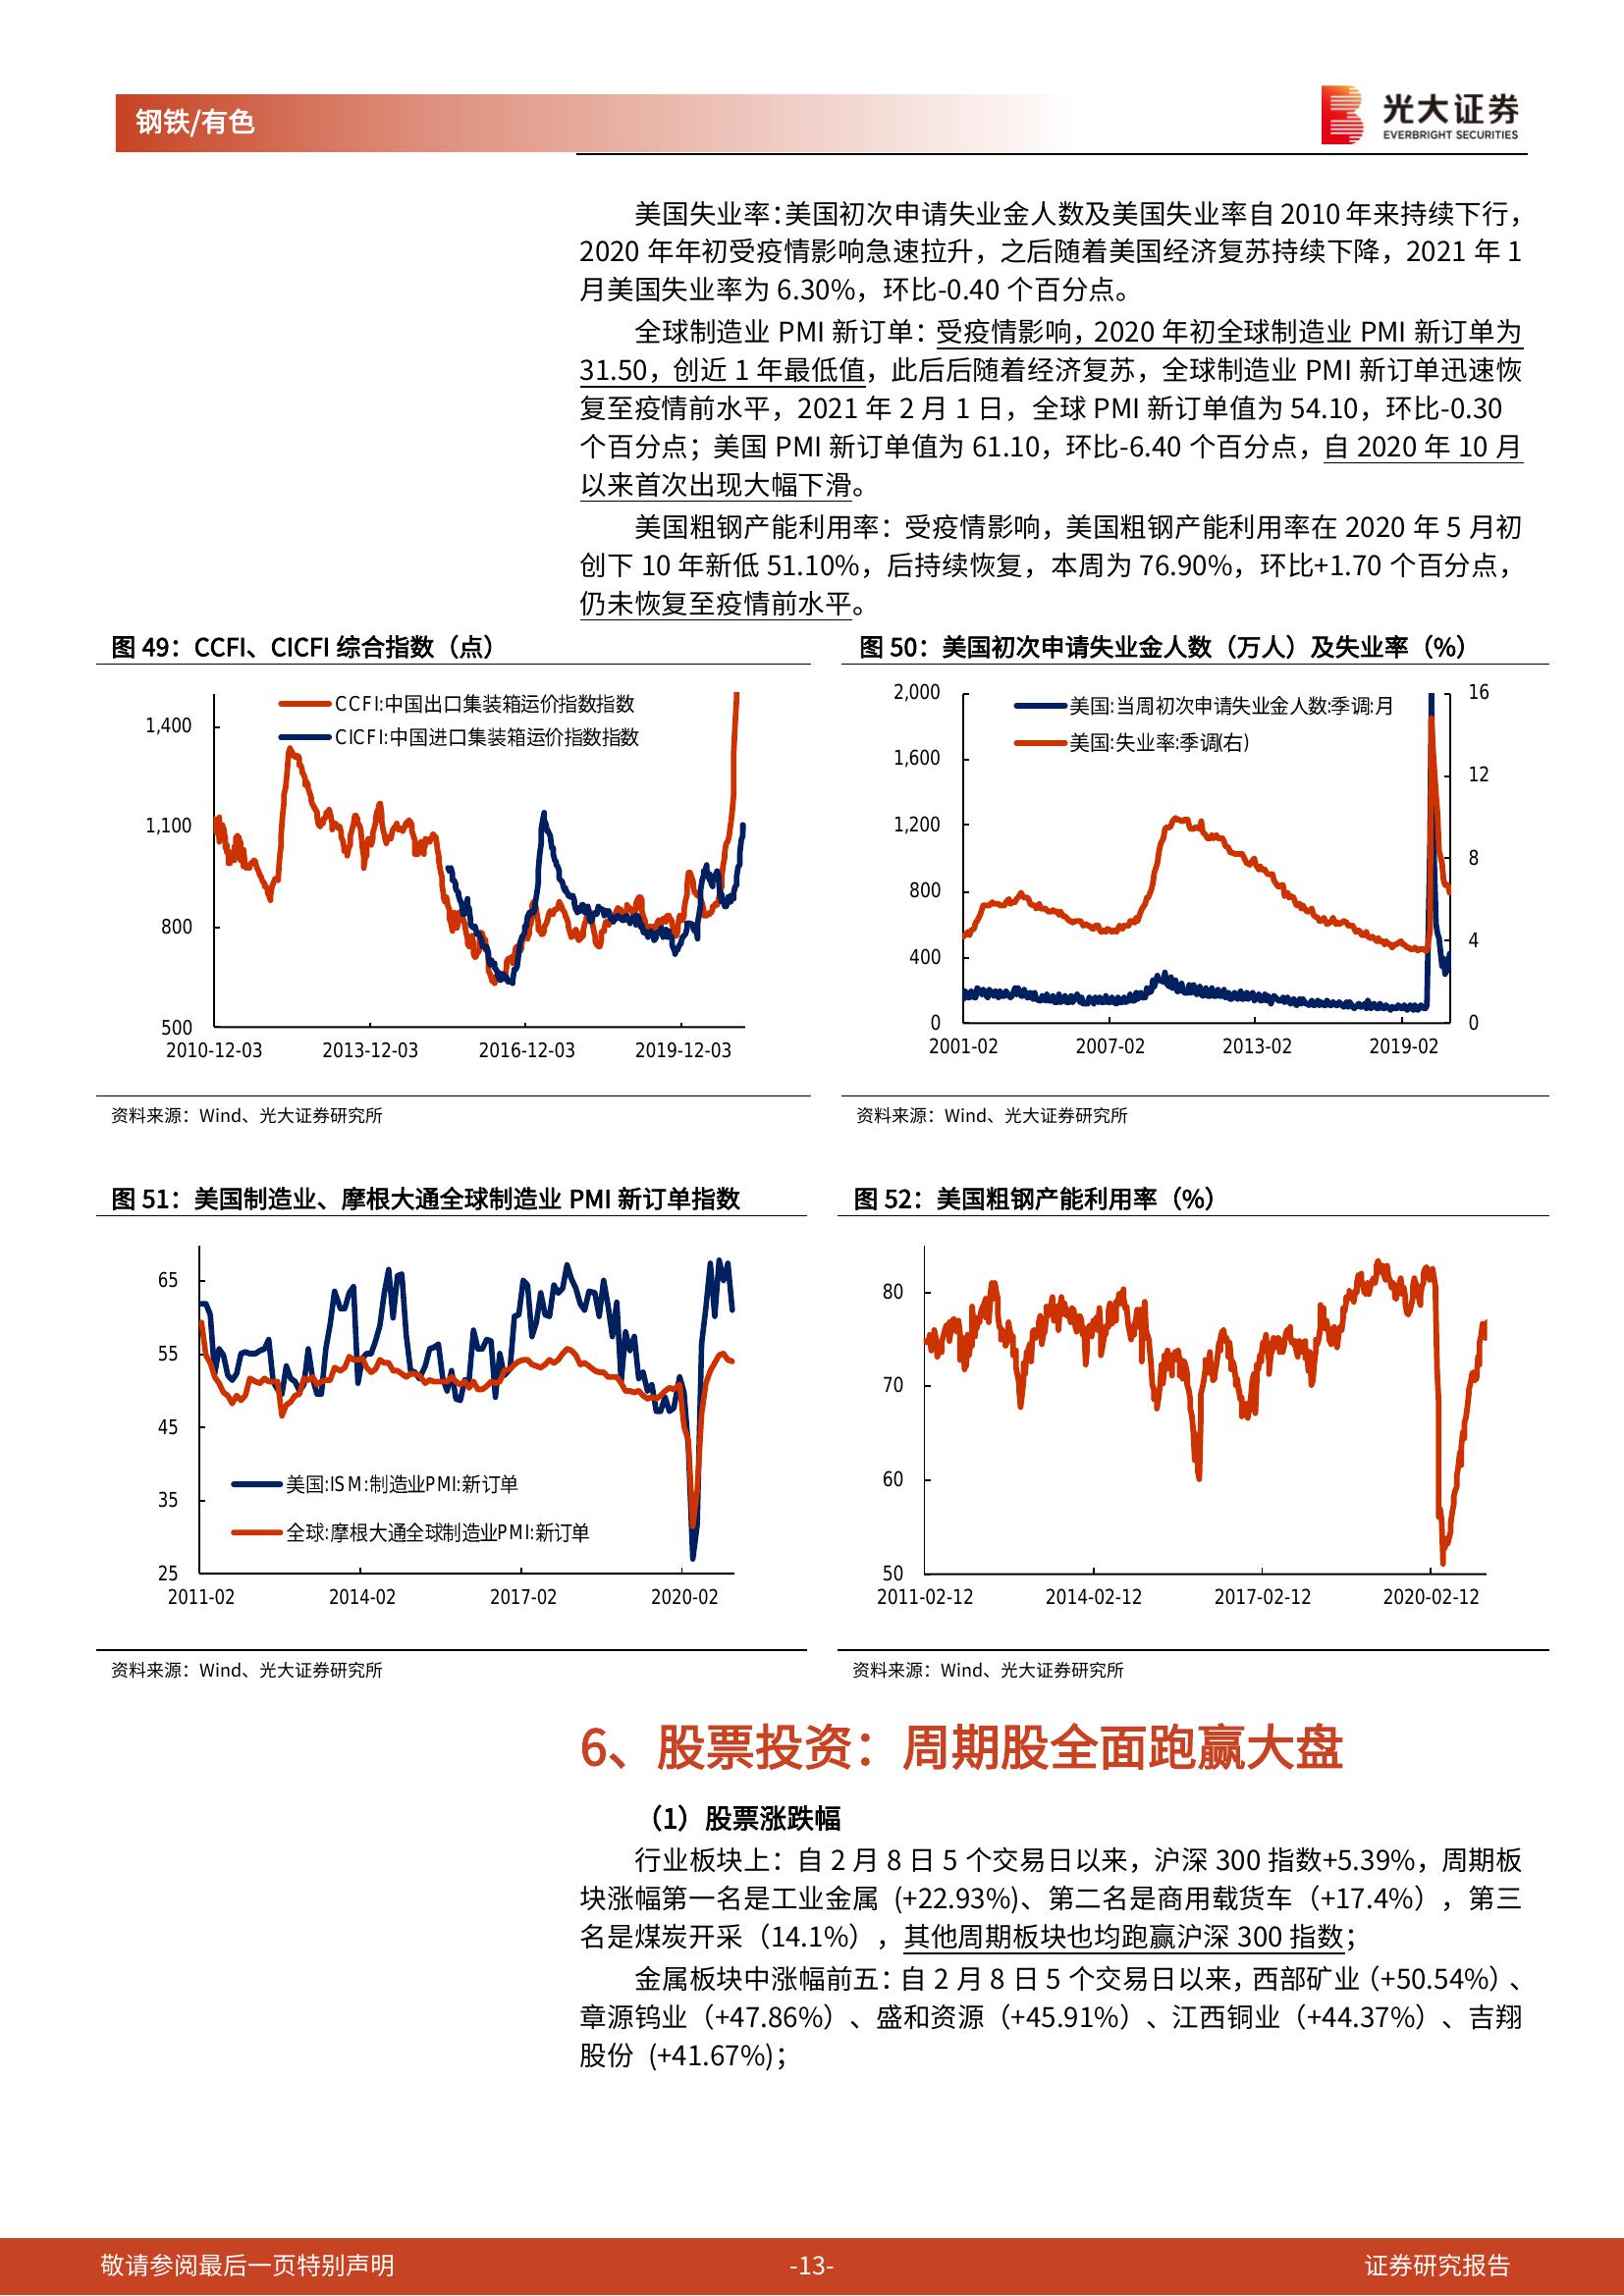 钢铁/有色
光大证券
EVERBRIGHT SECURITIES
美国失业率：美国初次申请失业金人数及美国失业率自 2010 年来持续下行，
2020 年年初受疫情影响急速拉升，之后随着美国经济复苏持续下降，2021 年 1
月美国失业率为 6.30%，环比-0.40 个百分点。
全球制造业 PMI 新订单：受疫情影响，2020 年初全球制造业 PMI 新订单为
31.50，创近 1 年最低值，此后后随着经济复苏，全球制造业 PMI 新订单迅速恢
复至疫情前水平，2021 年 2 月 1 日，全球 PMI 新订单值为 54.10，环比-0.30
个百分点；美国 PMI 新订单值为 61.10，环比-6.40 个百分点，自 2020 年 10 月
以来首次出现大幅下滑。
美国粗钢产能利用率：受疫情影响，美国粗钢产能利用率在 2020 年 5 月初
创下 10 年新低 51.10%，后持续恢复，本周为 76.90%，环比+1.70 个百分点，
仍未恢复至疫情前水平。
图 49：CCFI、CICFI 综合指数（点）
CCFI:中国出口集装箱运价指数指数
CICFI:中国进口集装箱运价指数指数
1,400
1,100
800
500
2010-12-03 2013-12-03 2016-12-03 2019-12-03
资料来源：Wind、光大证券研究所
图 50：美国初次申请失业金人数（万人）及失业率（%）
美国:当周初次申请失业金人数:季调:月
美国:失业率:季调(右)
2,000
1,600
1,200
800
400
0
16
12
8
4
0
2001-02 2007-02 2013-02 2019-02
资料来源：Wind、光大证券研究所
图 51：美国制造业、摩根大通全球制造业 PMI 新订单指数
65
55
45
35
25
美国:ISM:制造业PMI:新订单
全球:摩根大通全球制造业PMI:新订单
2011-02 2014-02 2017-02 2020-02
资料来源：Wind、光大证券研究所
图 52：美国粗钢产能利用率（%）
80
70
60
50
2011-02-12 2014-02-12 2017-02-12 2020-02-12
资料来源：Wind、光大证券研究所
6、股票投资：周期股全面跑赢大盘
（1）股票涨跌幅
行业板块上：自 2 月 8 日 5 个交易日以来，沪深 300 指数+5.39%，周期板
块涨幅第一名是工业金属 (+22.93%)、第二名是商用载货车（+17.4%），第三
名是煤炭开采（14.1%），其他周期板块也均跑赢沪深 300 指数；
金属板块中涨幅前五：自 2 月 8 日 5 个交易日以来，西部矿业（+50.54%）、
章源钨业（+47.86%）、盛和资源（+45.91%）、江西铜业（+44.37%）、吉翔
股份 (+41.67%)；
敬请参阅最后一页特别声明
-13-
证券研究报告